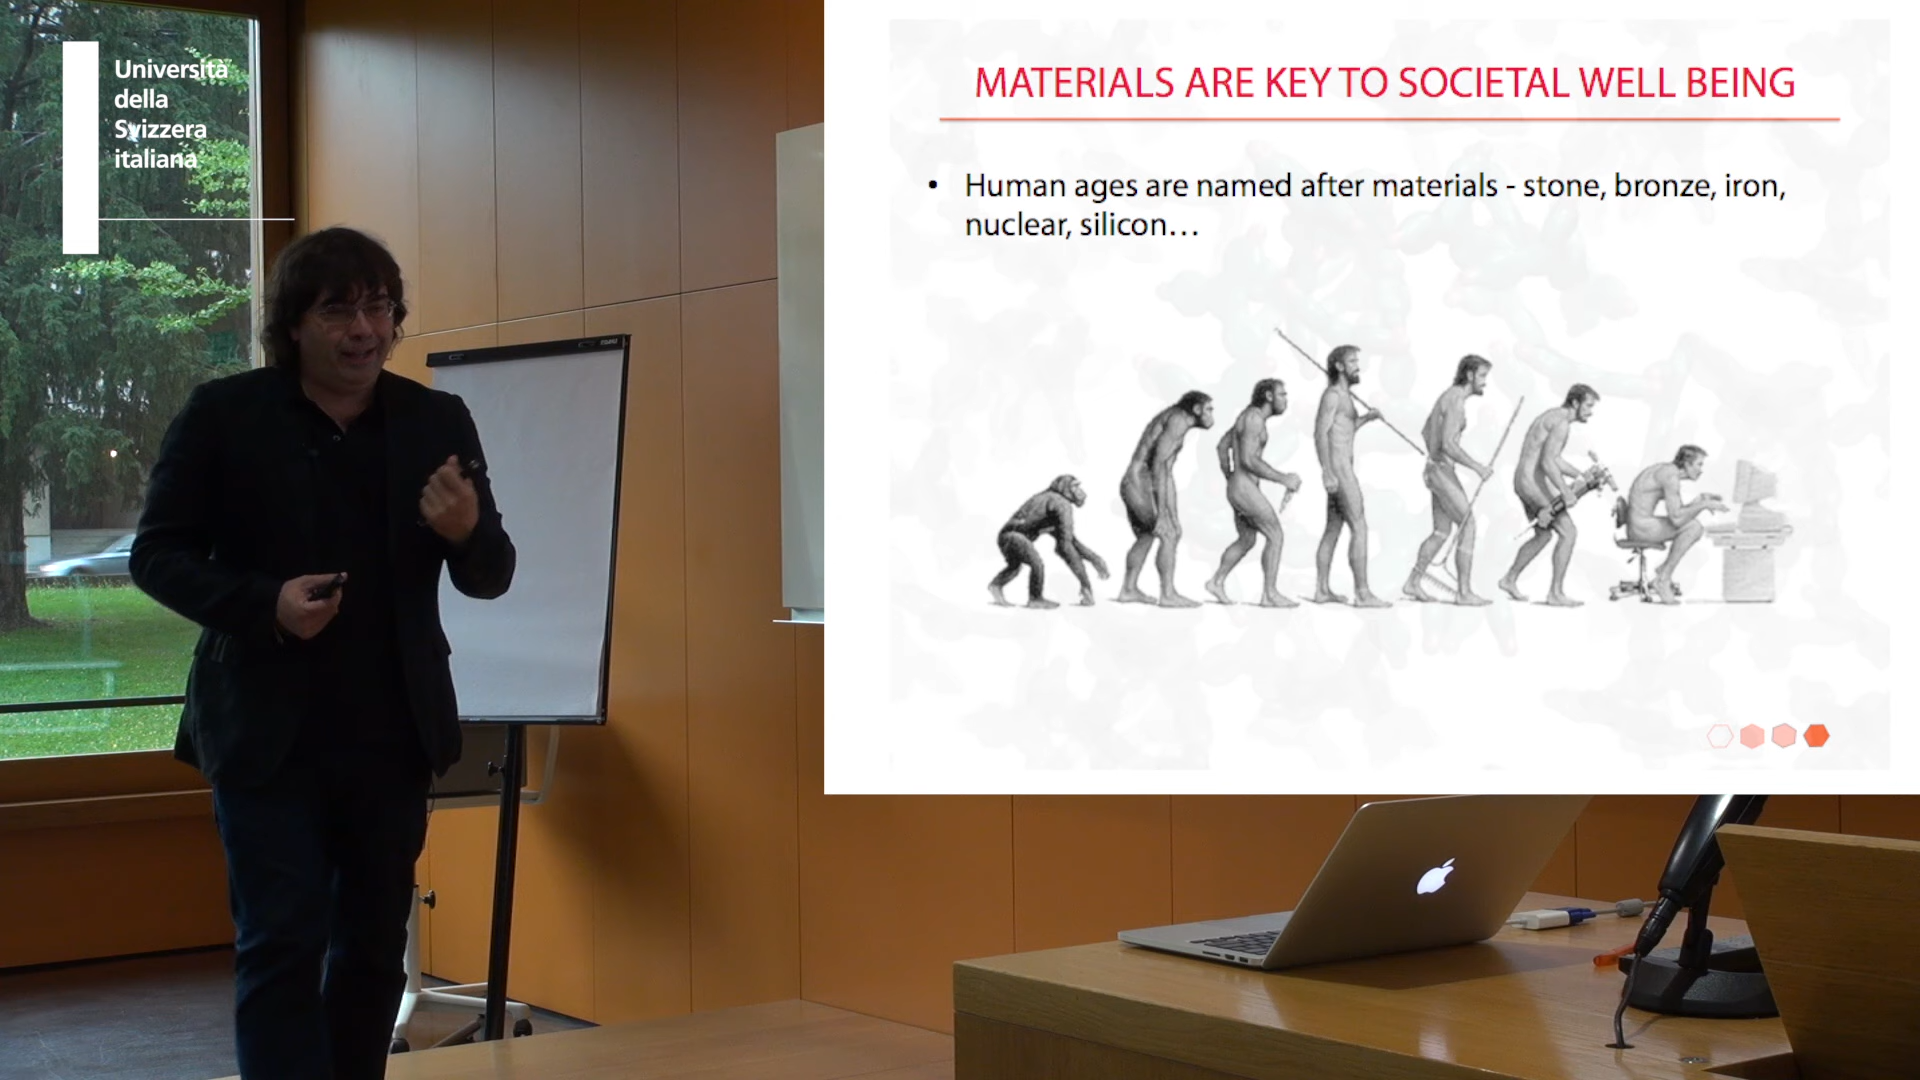 Università
della
Svizzera
italiana
MATERIALS ARE KEY TO SOCIETAL WELL BEING
• Human ages are named after materials - stone, bronze, iron,
nuclear, silicon...